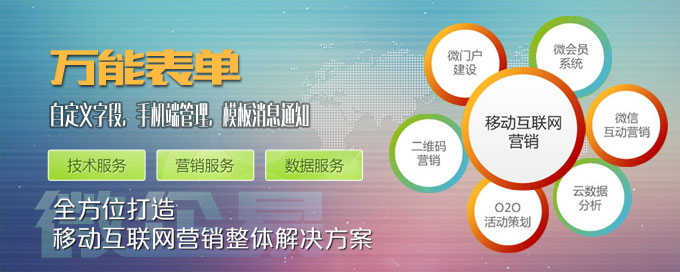 万能表单
自定义字段,手机端管理,模板消息通知
技术服务
营销服务
数据服务
全方位打造
移动互联网营销整体解决方案
微门户
建设
微会员
系统
移动互联网
营销
微信
互动营销
二维码
营销
O2O
活动策划
云数据
分析